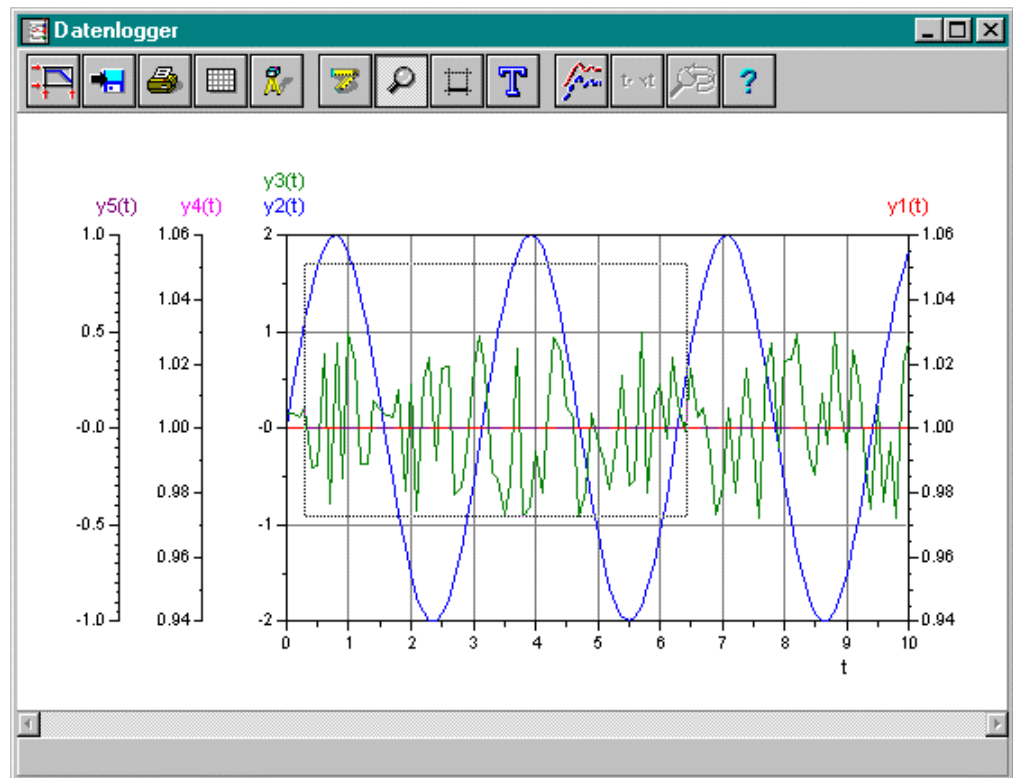 Datenlogger
T t xt ?
y3(t)
y5(t) y4(t) y2(t) y1(t)
1.0 1.06 2 1.06
1.04 1.04
0.5 1
1.02 1.02
-0.0 1.00 -0 1.00
0.98 0.98
-0.5 -1
0.96 0.96
-1.0 0.94 -2 0.94
0 1 2 3 4 5 6 7 8 9 10
t